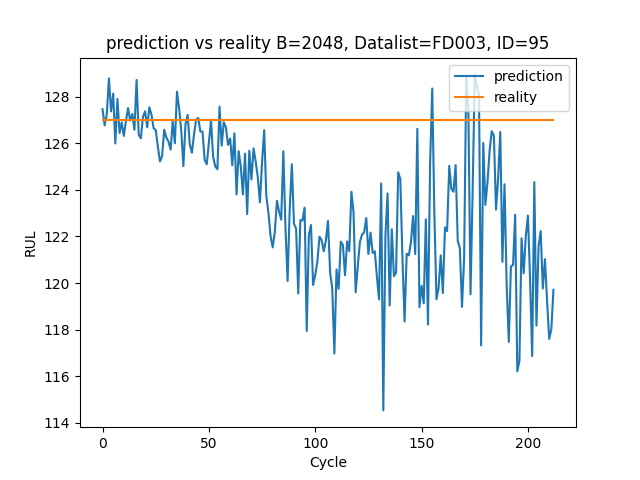 prediction vs reality B=2048, Datalist=FD003, ID=95
prediction
reality
128
126
124
122
120
118
116
114
RUL
0 50 100 150 200
Cycle